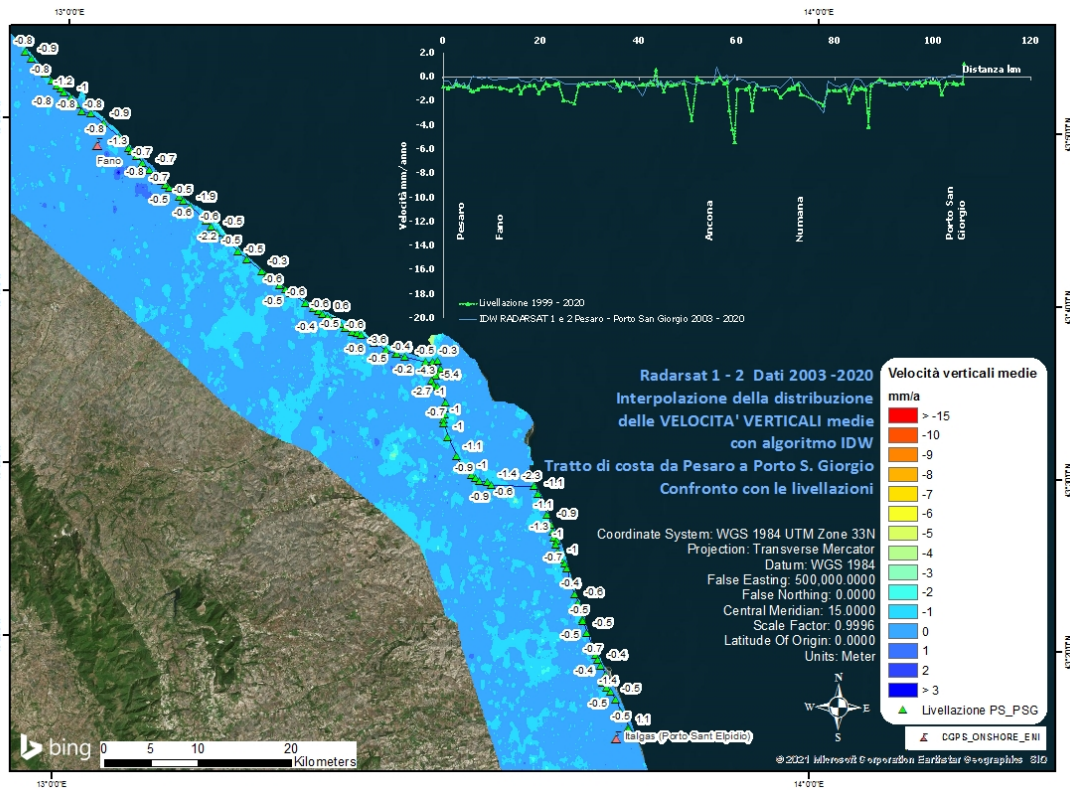 13°0'0"E
14°0'0"E
0
20
40
60
80
100
120
Distanza km
2.0
0.0
-2.0
-4.0
-6.0
-8.0
-10.0
-12.0
-14.0
-16.0
-18.0
-20.0
Velocità mm/anno
Pesaro
Fano
Ancona
Numana
Porto San
Giorgio
Livellazione 1999 - 2020
IDW RADARSAT 1 e 2 Pesaro - Porto San Giorgio 2003 - 2020
-0.8
-0.9
-0.8
-1.2
-1
-0.8
-0.8
-0.8
-0.9
-0.8
-1.3
Fano
-0.7
-0.8
-0.7
-0.7
-0.5
-0.5
-1.9
-0.6
-0.6
-2.2
-0.5
-0.5
-0.5
-0.3
-0.6
-0.5
-0.6
-0.6
0.6
-0.4
-0.5
-0.6
-0.6
-3.6
-0.5
-0.4
-0.2
-0.5
-0.3
-4.3
-5.4
-2.7
-1
-0.7
-1
-1
-1.1
-0.9
-1
-1.4
-2.3
-0.9
-0.6
-1.1
-1.1
-0.9
-1.3
-1
-0.7
-1
-0.4
-0.6
-0.5
-0.5
-0.5
-0.7
-0.4
-0.4
-1.4
-0.5
-0.5
-0.5
1.1
Italgas (Porto Sant Elpidio)
Radarsat 1 - 2 Dati 2003 -2020
Interpolazione della distribuzione
delle VELOCITA' VERTICALI medie
con algoritmo IDW
Tratto di costa da Pesaro a Porto S. Giorgio
Confronto con le livellazioni
Coordinate System: WGS 1984 UTM Zone 33N
Projection: Transverse Mercator
Datum: WGS 1984
False Easting: 500,000.0000
False Northing: 0.0000
Central Meridian: 15.0000
Scale Factor: 0.9996
Latitude Of Origin: 0.0000
Units: Meter
Velocità verticali medie
mm/a
> -15
-10
-9
-8
-7
-6
-5
-4
-3
-2
-1
0
1
2
> 3
Livellazione PS_PSG
DGPS_ONSHORE_ENI
N
W
E
S
bing
0
5
10
20
Kilometers
© 2021 Microsoft Corporation Earthstar Geographics SIO
13°0'0"E
14°0'0"E